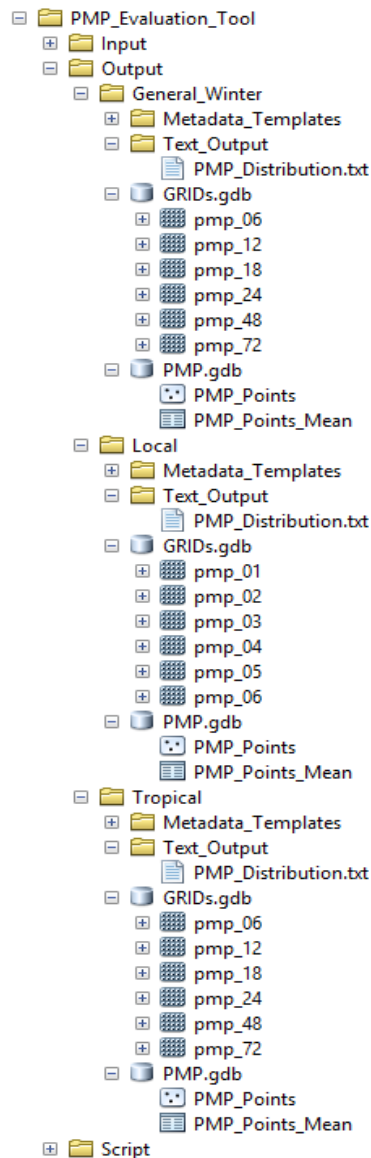 PMP_Evaluation_Tool
Input
Output
General_Winter
Metadata_Templates
Text_Output
PMP_Distribution.txt
GRIDs.gdb
pmp_06
pmp_12
pmp_18
pmp_24
pmp_48
pmp_72
PMP.gdb
PMP_Points
PMP_Points_Mean
Local
Metadata_Templates
Text_Output
PMP_Distribution.txt
GRIDs.gdb
pmp_01
pmp_02
pmp_03
pmp_04
pmp_05
pmp_06
PMP.gdb
PMP_Points
PMP_Points_Mean
Tropical
Metadata_Templates
Text_Output
PMP_Distribution.txt
GRIDs.gdb
pmp_06
pmp_12
pmp_18
pmp_24
pmp_48
pmp_72
PMP.gdb
PMP_Points
PMP_Points_Mean
Script